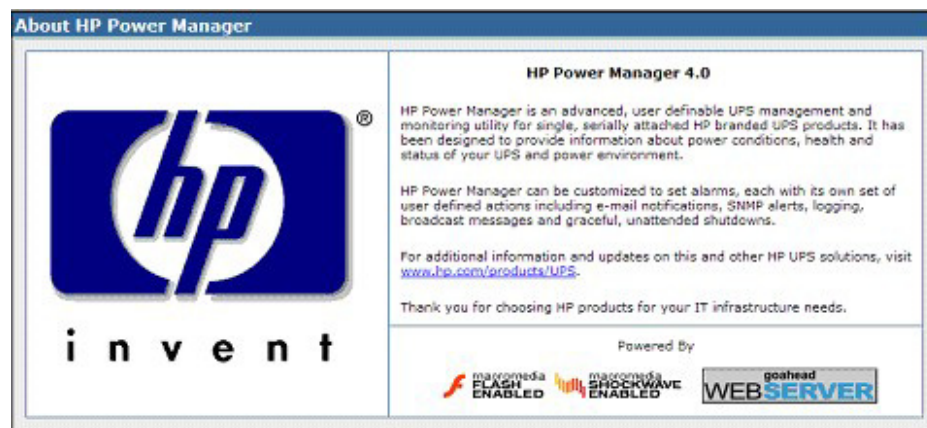 About HP Power Manager
hp
®
invent
HP Power Manager 4.0
HP Power Manager is an advanced, user definable UPS management and
monitoring utility for single, serially attached HP branded UPS products. It has
been designed to provide information about power conditions, health and
status of your UPS and power environment.
HP Power Manager can be customized to set alarms, each with its own set of
user defined actions including e-mail notifications, SNMP alerts, logging,
broadcast messages and graceful, unattended shutdowns.
For additional information and updates on this and other HP UPS solutions, visit
www.hp.com/products/UPS.
Thank you for choosing HP products for your IT infrastructure needs.
Powered By
macromedia
FLASH
ENABLED
macromedia
SHOCKWAVE
ENABLED
goahead
WEBSERVER